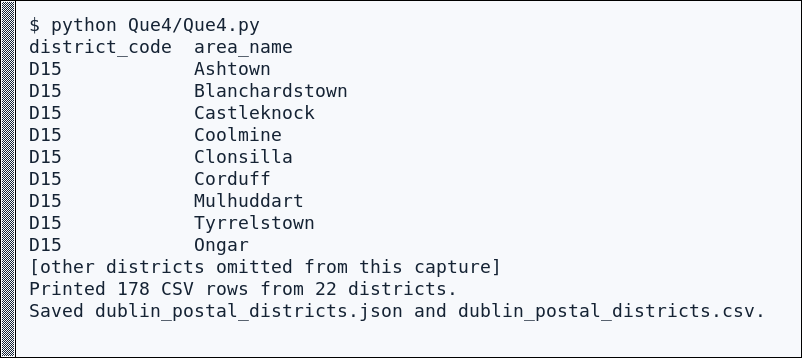 $ python Que4/Que4.py
district_code  area_name
D15            Ashtown
D15            Blanchardstown
D15            Castleknock
D15            Coolmine
D15            Clonsilla
D15            Corduff
D15            Mulhuddart
D15            Tyrrelstown
D15            Ongar
[other districts omitted from this capture]
Printed 178 CSV rows from 22 districts.
Saved dublin_postal_districts.json and dublin_postal_districts.csv.